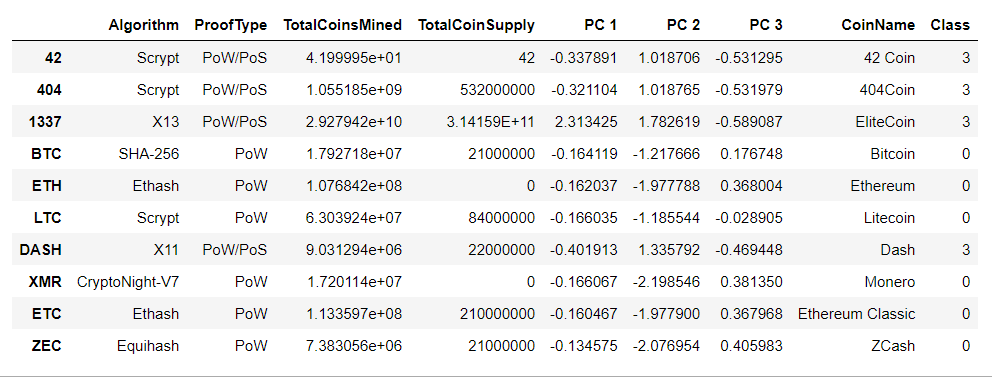 Algorithm ProofType TotalCoinsMined TotalCoinSupply PC 1 PC 2 PC 3 CoinName Class
42 Scrypt PoW/PoS 4.199995e+01 42 -0.337891 1.018706 -0.531295 42 Coin 3
404 Scrypt PoW/PoS 1.055185e+09 532000000 -0.321104 1.018765 -0.531979 404Coin 3
1337 X13 PoW/PoS 2.927942e+10 3.14159E+11 2.313425 1.782619 -0.589087 EliteCoin 3
BTC SHA-256 PoW 1.792718e+07 21000000 -0.164119 -1.217666 0.176748 Bitcoin 0
ETH Ethash PoW 1.076842e+08 0 -0.162037 -1.977788 0.368004 Ethereum 0
LTC Scrypt PoW 6.303924e+07 84000000 -0.166035 -1.185544 -0.028905 Litecoin 0
DASH X11 PoW/PoS 9.031294e+06 22000000 -0.401913 1.335792 -0.469448 Dash 3
XMR CryptoNight-V7 PoW 1.720114e+07 0 -0.166067 -2.198546 0.381350 Monero 0
ETC Ethash PoW 1.133597e+08 210000000 -0.160467 -1.977900 0.367968 Ethereum Classic 0
ZEC Equihash PoW 7.383056e+06 21000000 -0.134575 -2.076954 0.405983 ZCash 0